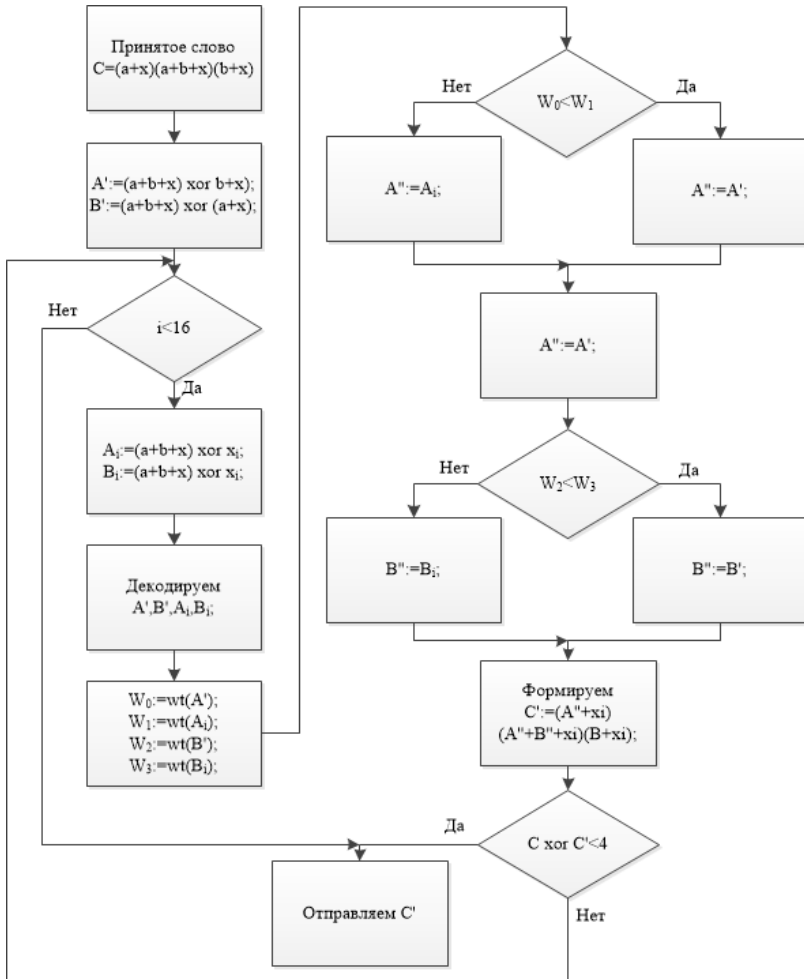 Принятое слово
C=(a+x)(a+b+x)(b+x)
A':=(a+b+x) xor b+x);
B':=(a+b+x) xor (a+x);
Нет
i<16
Да
Aᵢ:=(a+b+x) xor xᵢ;
Bᵢ:=(a+b+x) xor xᵢ;
Декодируем
A',B',Aᵢ,Bᵢ;
W₀:=wt(A');
W₁:=wt(Aᵢ);
W₂:=wt(B');
W₃:=wt(Bᵢ);
Нет
W₀<W₁
Да
A":=Aᵢ;
A":=A';
A":=A';
Нет
W₂<W₃
Да
B":=Bᵢ;
B":=B';
Формируем
C':=(A"+xi)
(A"+B"+xi)(B+xi);
Да
C xor C'<4
Нет
Отправляем C'